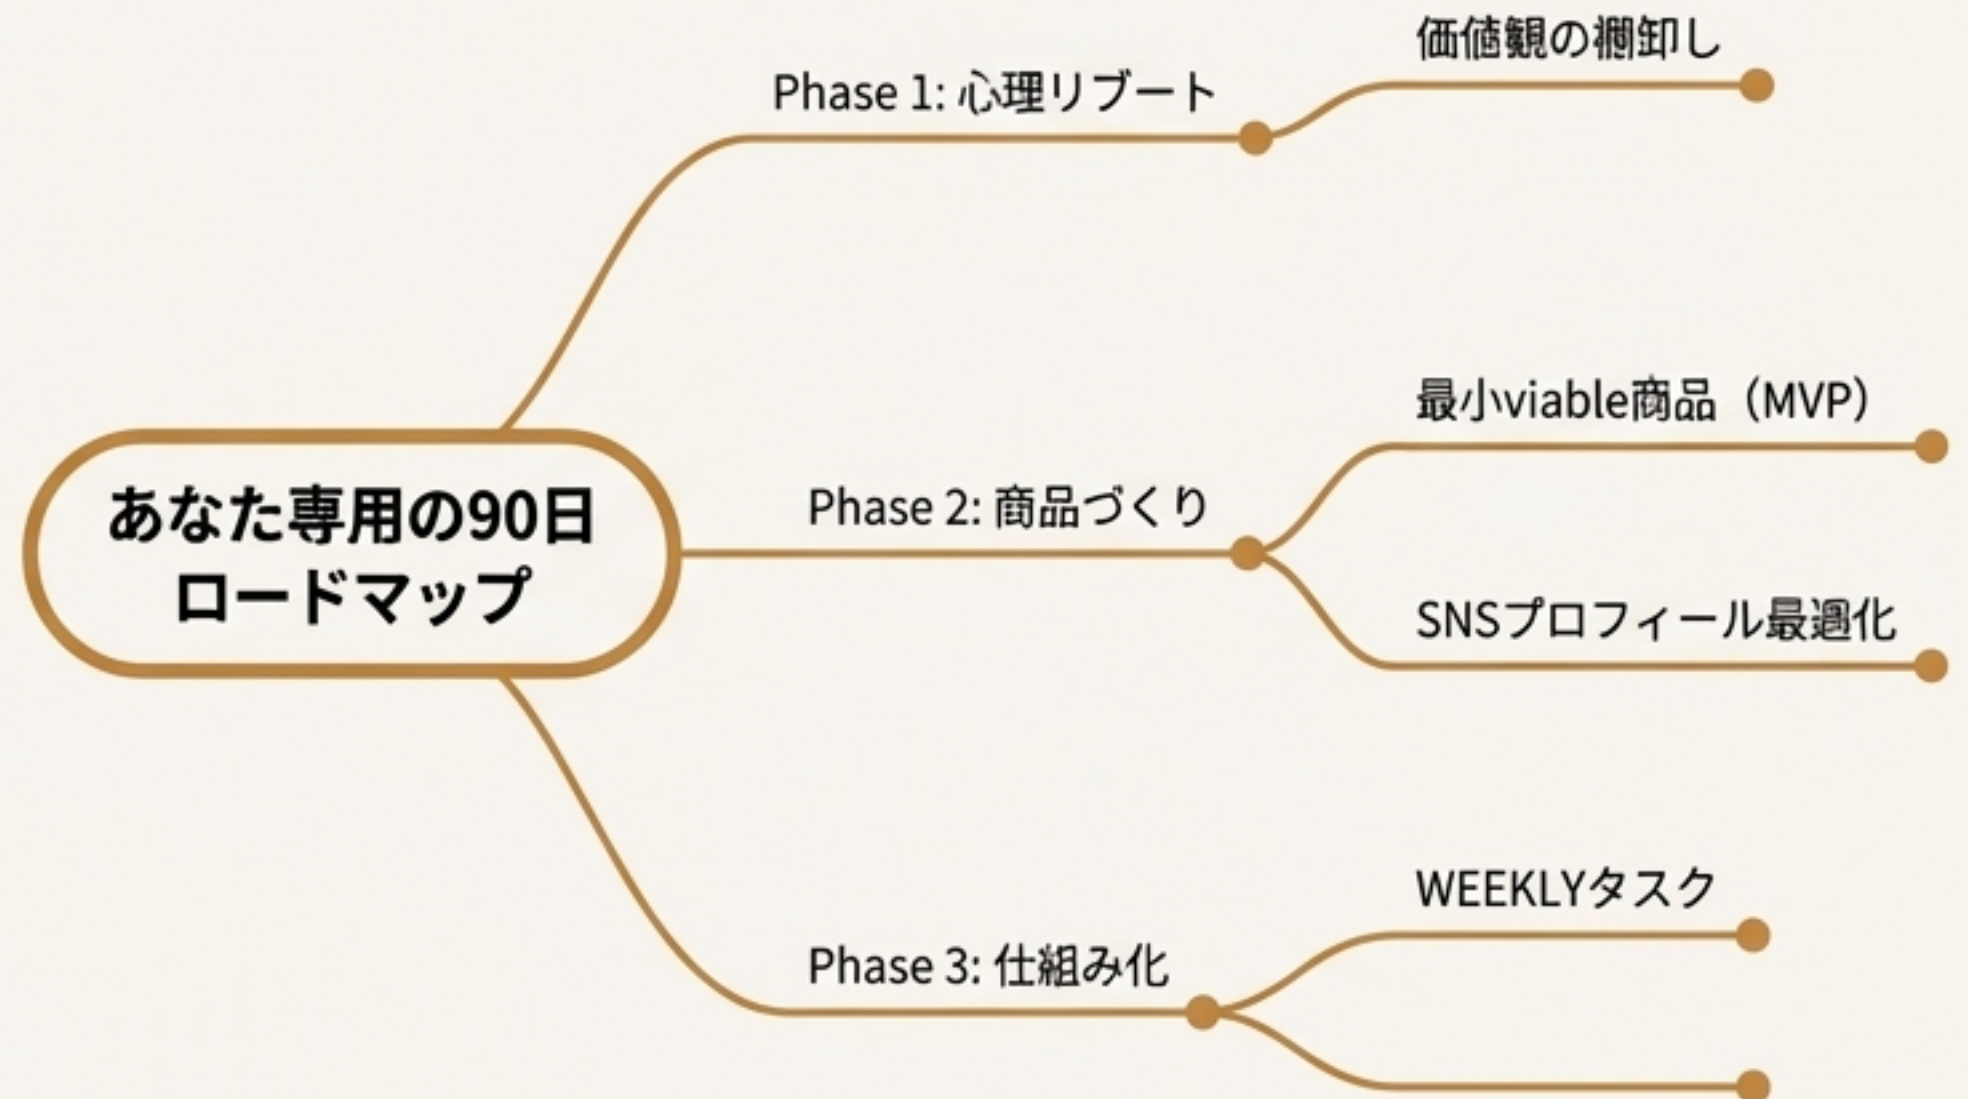 価値観の棚卸し
Phase 1: 心理リブート
最小viable商品（MVP）
Phase 2: 商品づくり
あなた専用の90日
ロードマップ
SNSプロフィール最適化
WEEKLYタスク
Phase 3: 仕組み化